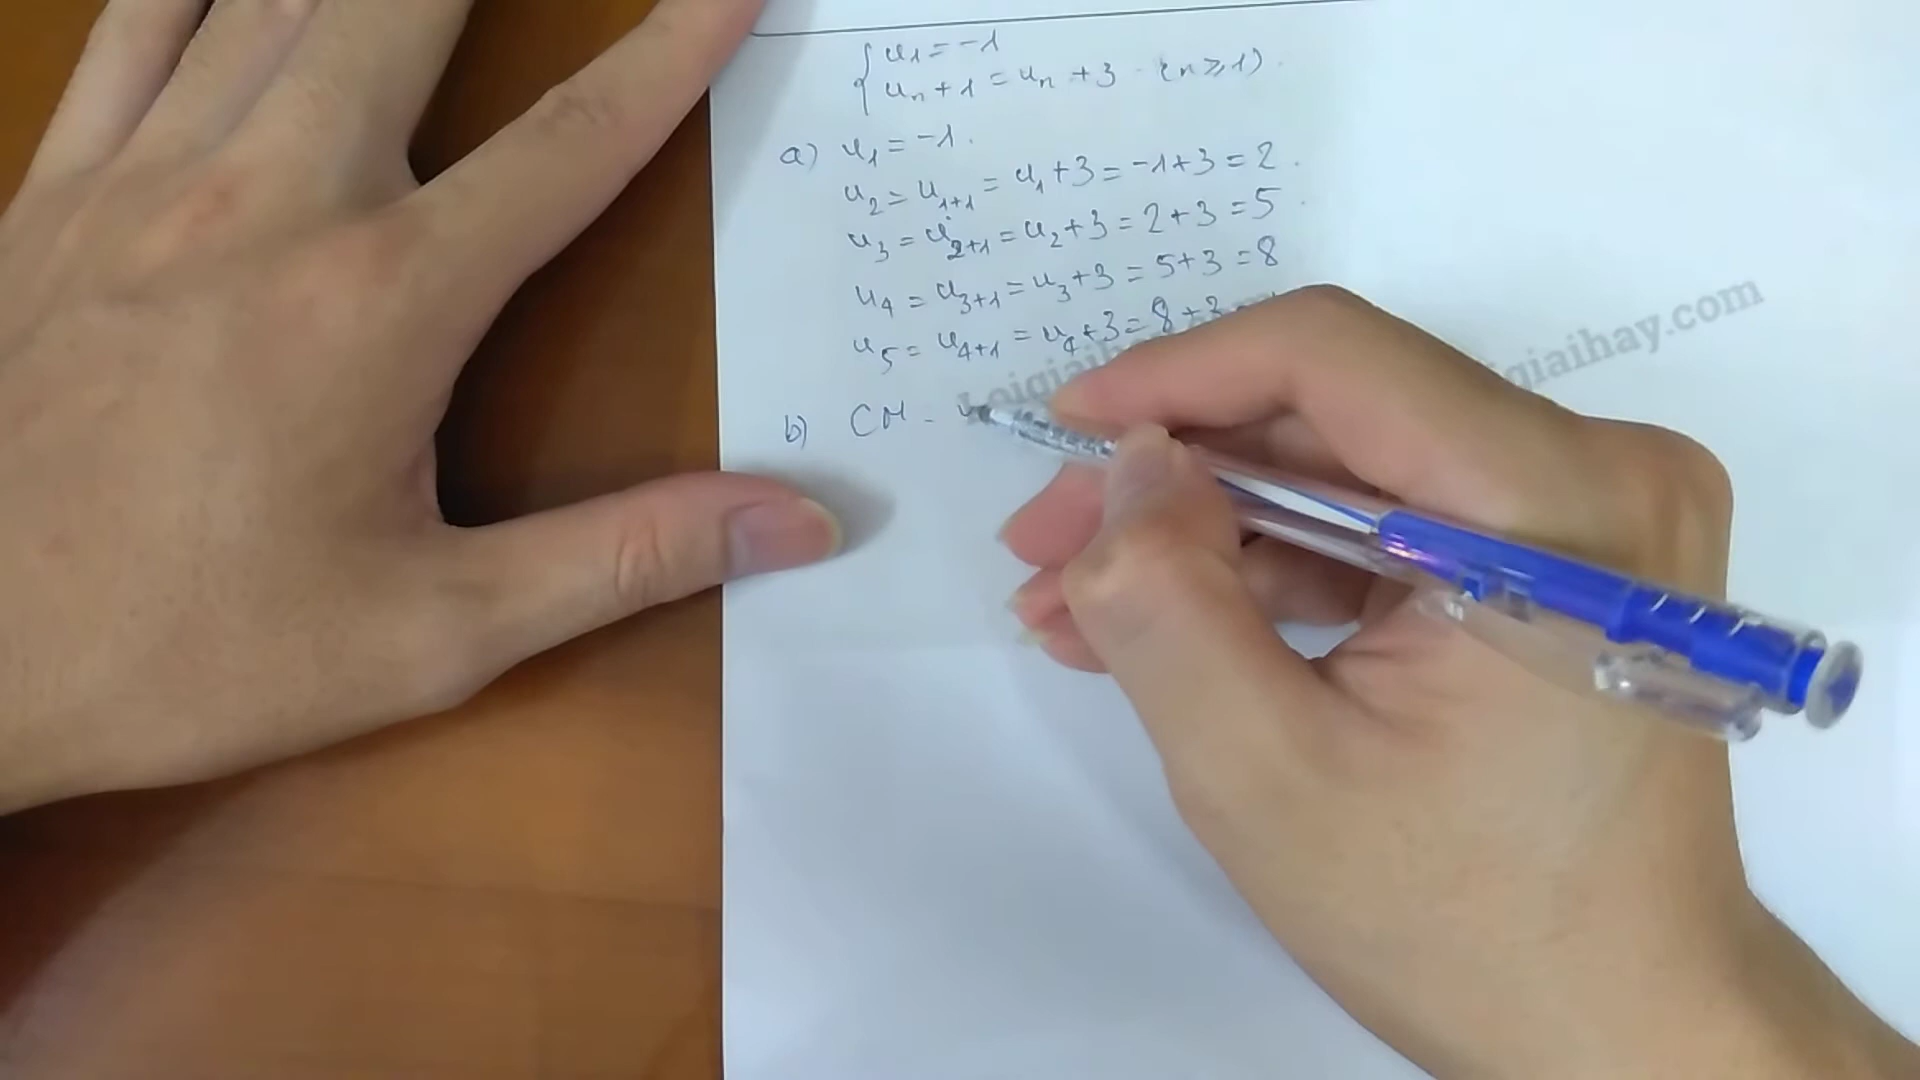 u₁ = -1
uₙ + 1 = uₙ + 3 (n ⩾ 1).
a) u₁ = -1.
u₂ = u₁₊₁ = u₁ + 3 = -1 + 3 = 2.
u₃ = u₂₊₁ = u₂ + 3 = 2 + 3 = 5.
u₄ = u₃₊₁ = u₃ + 3 = 5 + 3 = 8
u₅ = u₄₊₁ = u₄ + 3 = 8 + 3
b) CM
Loigiaih
igiaihay.com